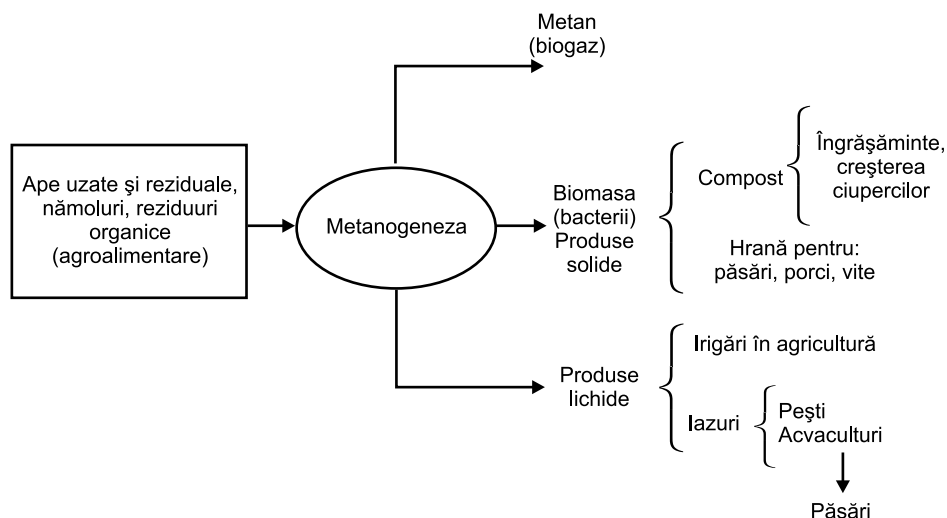 Metan
(biogaz)
Ape uzate şi reziduale,
nămoluri, reziduuri
organice
(agroalimentare)
Metanogeneza
Biomasa
(bacterii)
Produse
solide
Compost
Îngrăşăminte,
creşterea
ciupercilor
Hrană pentru:
păsări, porci, vite
Produse
lichide
Irigări în agricultură
Iazuri
Peşti
Acvaculturi
Păsări